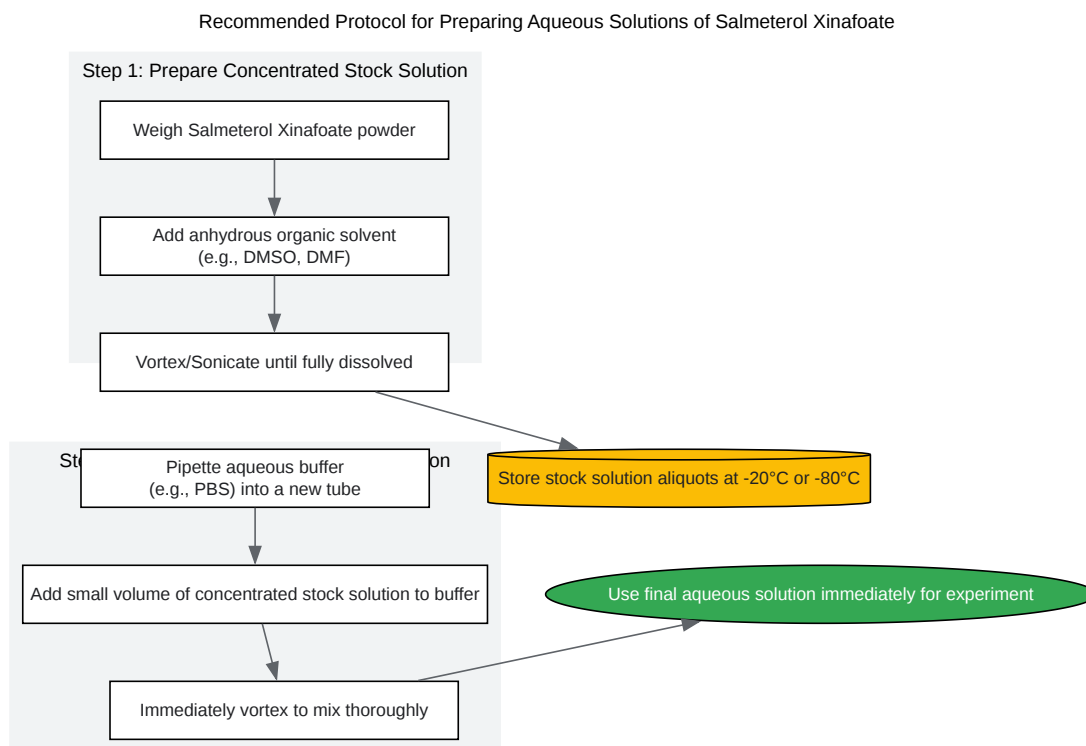 Recommended Protocol for Preparing Aqueous Solutions of Salmeterol Xinafoate
Step 1: Prepare Concentrated Stock Solution
Weigh Salmeterol Xinafoate powder
Add anhydrous organic solvent
(e.g., DMSO, DMF)
Vortex/Sonicate until fully dissolved
Pipette aqueous buffer
(e.g., PBS) into a new tube
Store stock solution aliquots at -20°C or -80°C
Add small volume of concentrated stock solution to buffer
Use final aqueous solution immediately for experiment
Immediately vortex to mix thoroughly